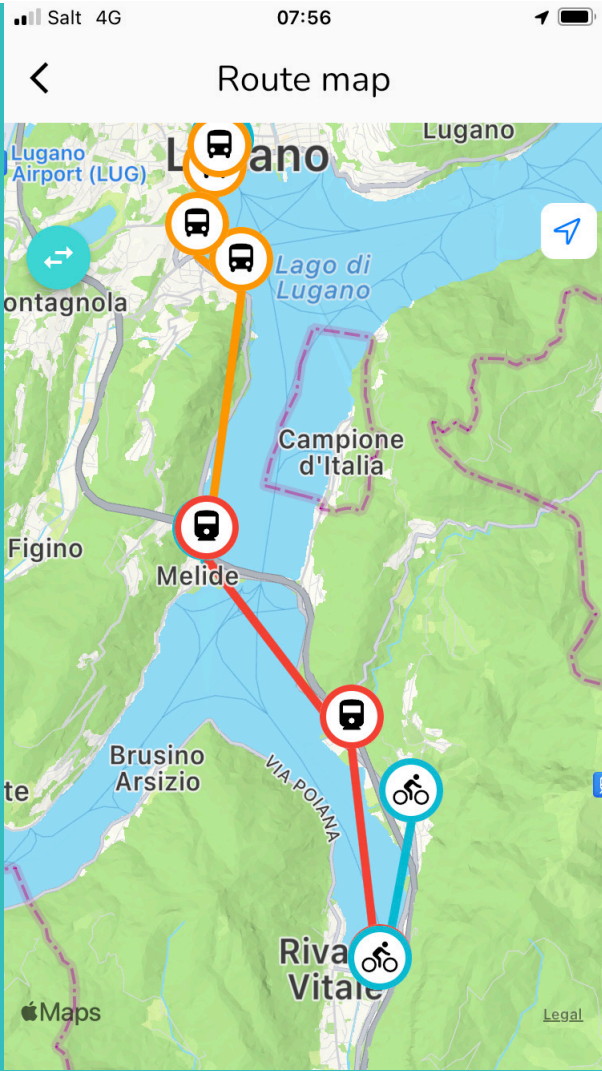 Salt 4G
07:56
Route map
Lugano
Lugano
Airport (LUG)
ontagnola
Lago di
Lugano
Campione
d'Italia
Figino
Melide
Brusino
Arsizio
te
VIA POIANA
Riva
Vitale
Maps
Legal